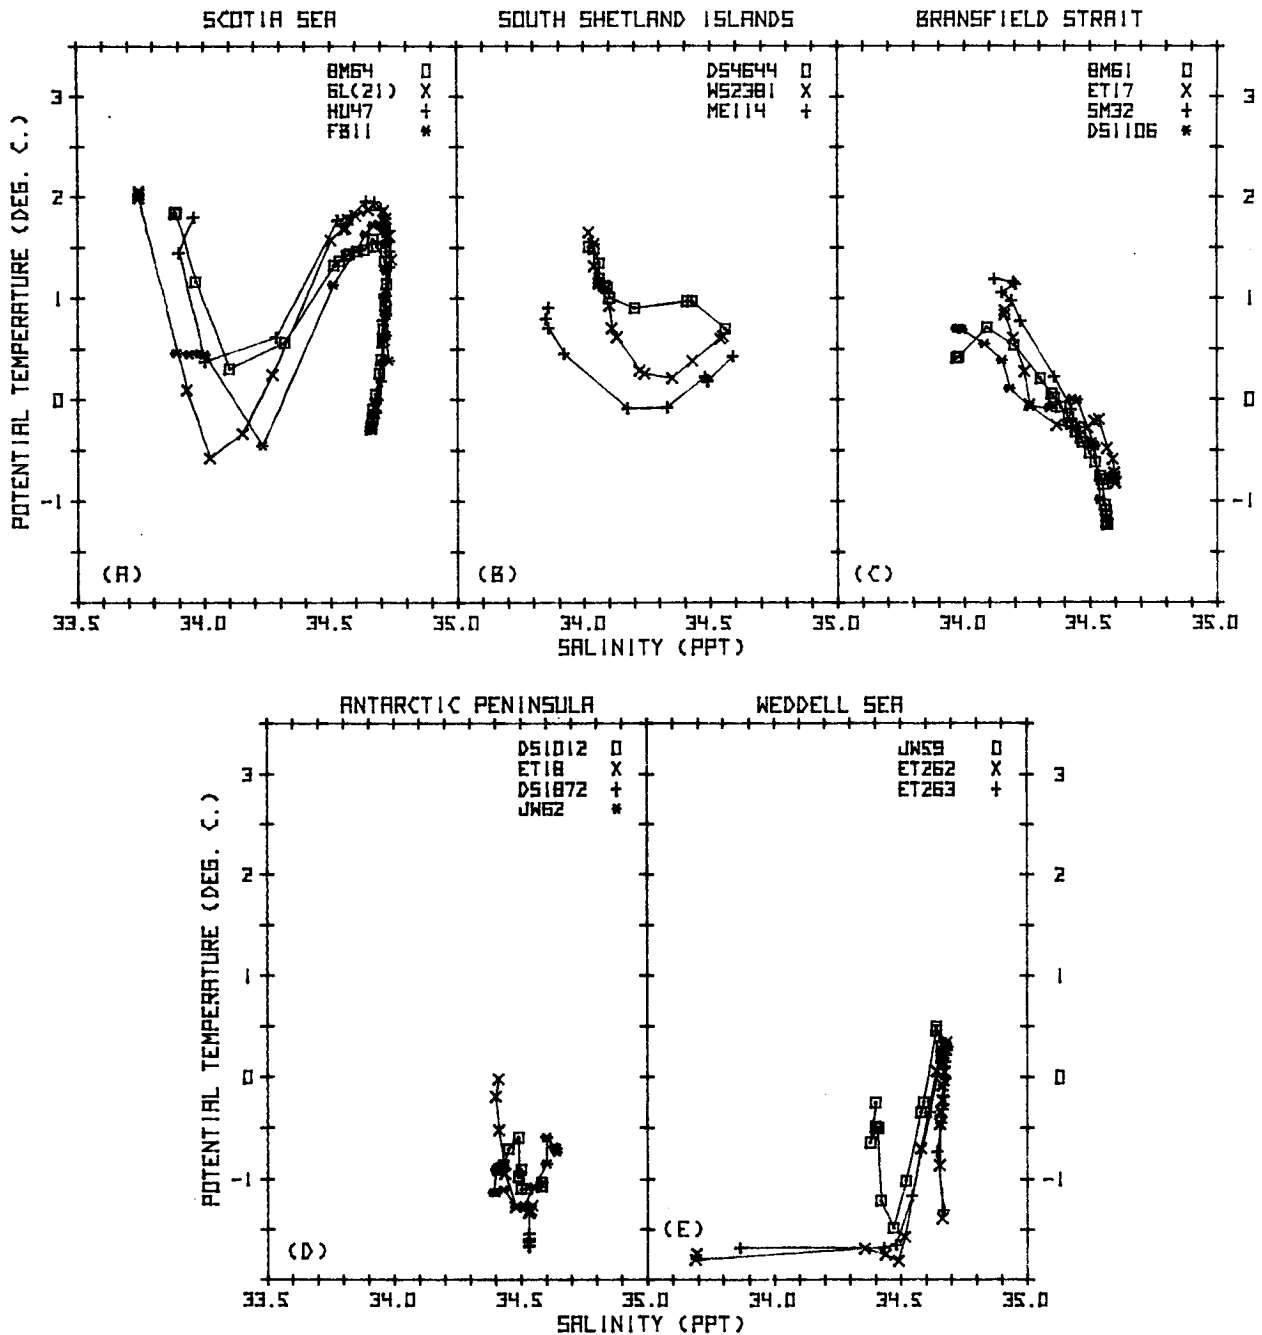 SCOTIA SEA
SOUTH SHETLAND ISLANDS
BRANSFIELD STRAIT
BM64
GL(21) X
HU47 +
FB11 *
DS4644
WS2381 X
ME114 +
BM61
ET17 X
SM32 +
DS1106 *
POTENTIAL TEMPERATURE (DEG. C.)
3
2
1
0
-1
3
2
1
0
-1
(A)
(B)
(C)
33.5 34.0 34.5 35.0 34.0 34.5 35.0 34.0 34.5 35.0
SALINITY (PPT)
ANTARCTIC PENINSULA
WEDDELL SEA
DS1012
ET18 X
DS1872 +
JW62 *
JW59
ET262 X
ET263 +
POTENTIAL TEMPERATURE (DEG. C.)
3
2
1
0
-1
3
2
1
0
-1
(D)
(E)
33.5 34.0 34.5 35.0 34.0 34.5 35.0
SALINITY (PPT)